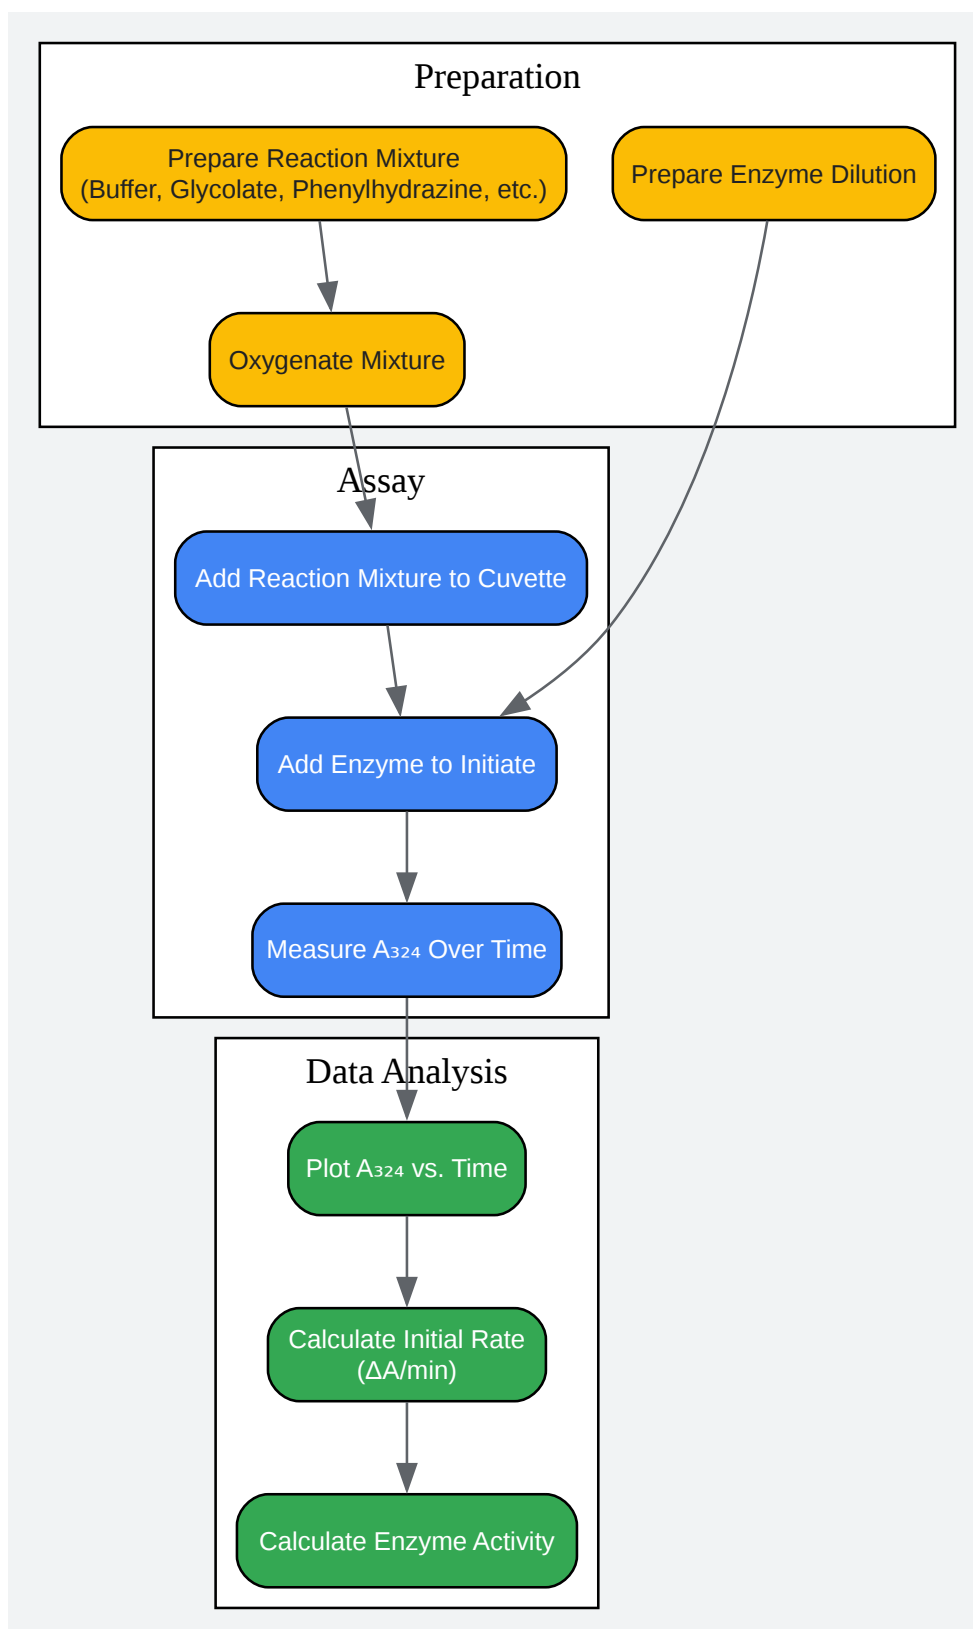 Preparation
Prepare Reaction Mixture
(Buffer, Glycolate, Phenylhydrazine, etc.)
Prepare Enzyme Dilution
Oxygenate Mixture
Assay
Add Reaction Mixture to Cuvette
Add Enzyme to Initiate
Measure A₃₂₄ Over Time
Data Analysis
Plot A₃₂₄ vs. Time
Calculate Initial Rate
(ΔA/min)
Calculate Enzyme Activity